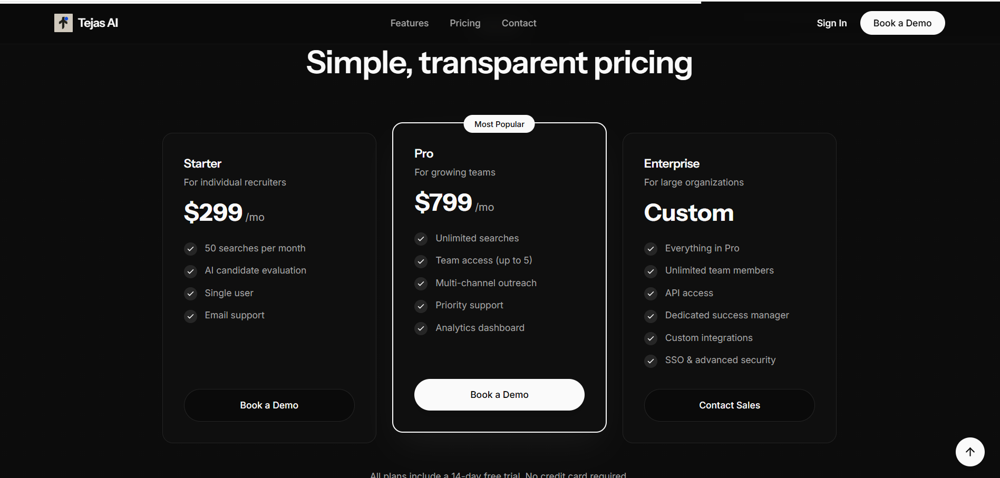 Tejas AI
Features
Pricing
Contact
Sign In
Book a Demo
Simple, transparent pricing
Starter
For individual recruiters
$299 /mo
50 searches per month
AI candidate evaluation
Single user
Email support
Book a Demo
Most Popular
Pro
For growing teams
$799 /mo
Unlimited searches
Team access (up to 5)
Multi-channel outreach
Priority support
Analytics dashboard
Book a Demo
Enterprise
For large organizations
Custom
Everything in Pro
Unlimited team members
API access
Dedicated success manager
Custom integrations
SSO & advanced security
Contact Sales
All plans include a 14-day free trial. No credit card required